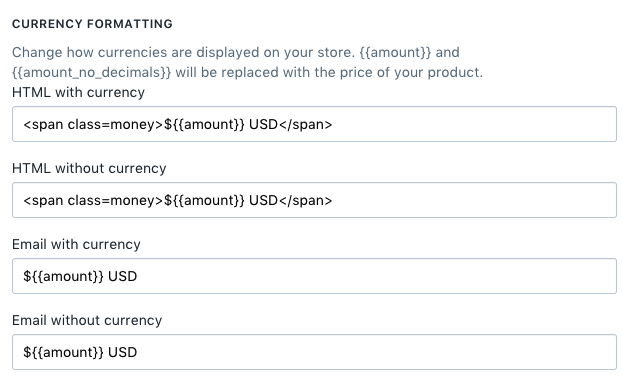 CURRENCY FORMATTING
Change how currencies are displayed on your store. {{amount}} and
{{amount_no_decimals}} will be replaced with the price of your product.
HTML with currency
<span class=money>${{amount}} USD</span>
HTML without currency
<span class=money>${{amount}} USD</span>
Email with currency
${{amount}} USD
Email without currency
${{amount}} USD